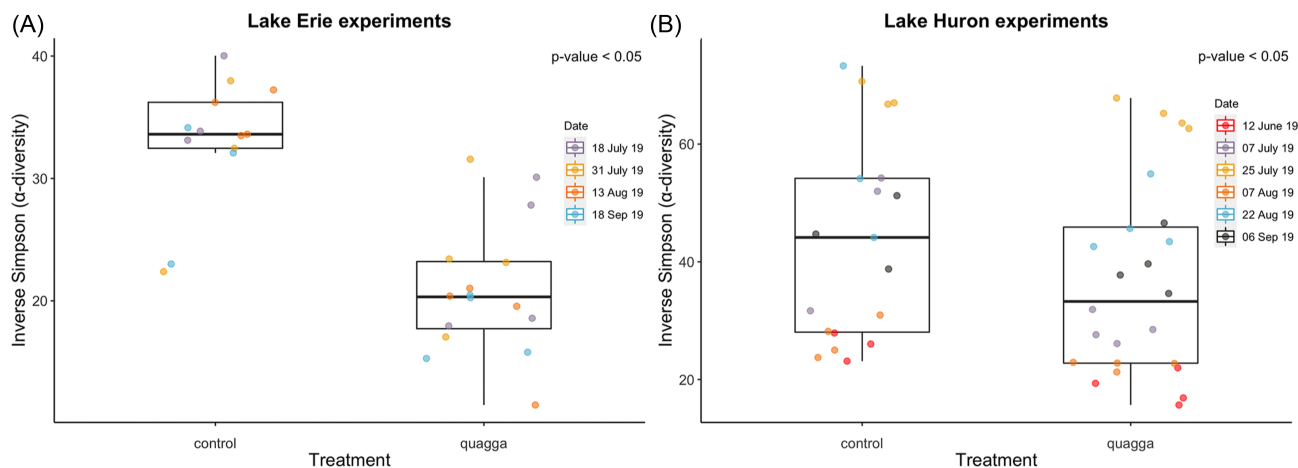 (A)
Lake Erie experiments
p-value < 0.05
Inverse Simpson (α-diversity)
40
30
20
Date
18 July 19
31 July 19
13 Aug 19
18 Sep 19
control
quagga
Treatment
(B)
Lake Huron experiments
p-value < 0.05
Inverse Simpson (α-diversity)
60
40
20
Date
12 June 19
07 July 19
25 July 19
07 Aug 19
22 Aug 19
06 Sep 19
control
quagga
Treatment